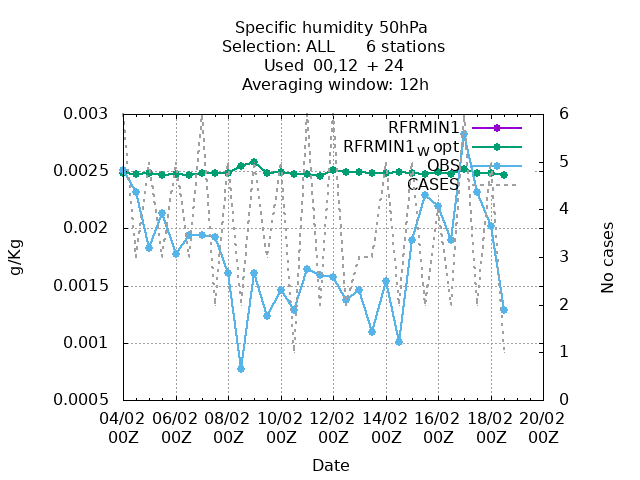 Specific humidity 50hPa
Selection: ALL 6 stations
Used 00,12 + 24
Averaging window: 12h
RFRMIN1
RFRMIN1w opt
OBS
CASES
0.003
0.0025
0.002
0.0015
0.001
0.0005
g/Kg
6
5
4
3
2
1
0
No cases
04/02 06/02 08/02 10/02 12/02 14/02 16/02 18/02 20/02
00Z 00Z 00Z 00Z 00Z 00Z 00Z 00Z 00Z
Date